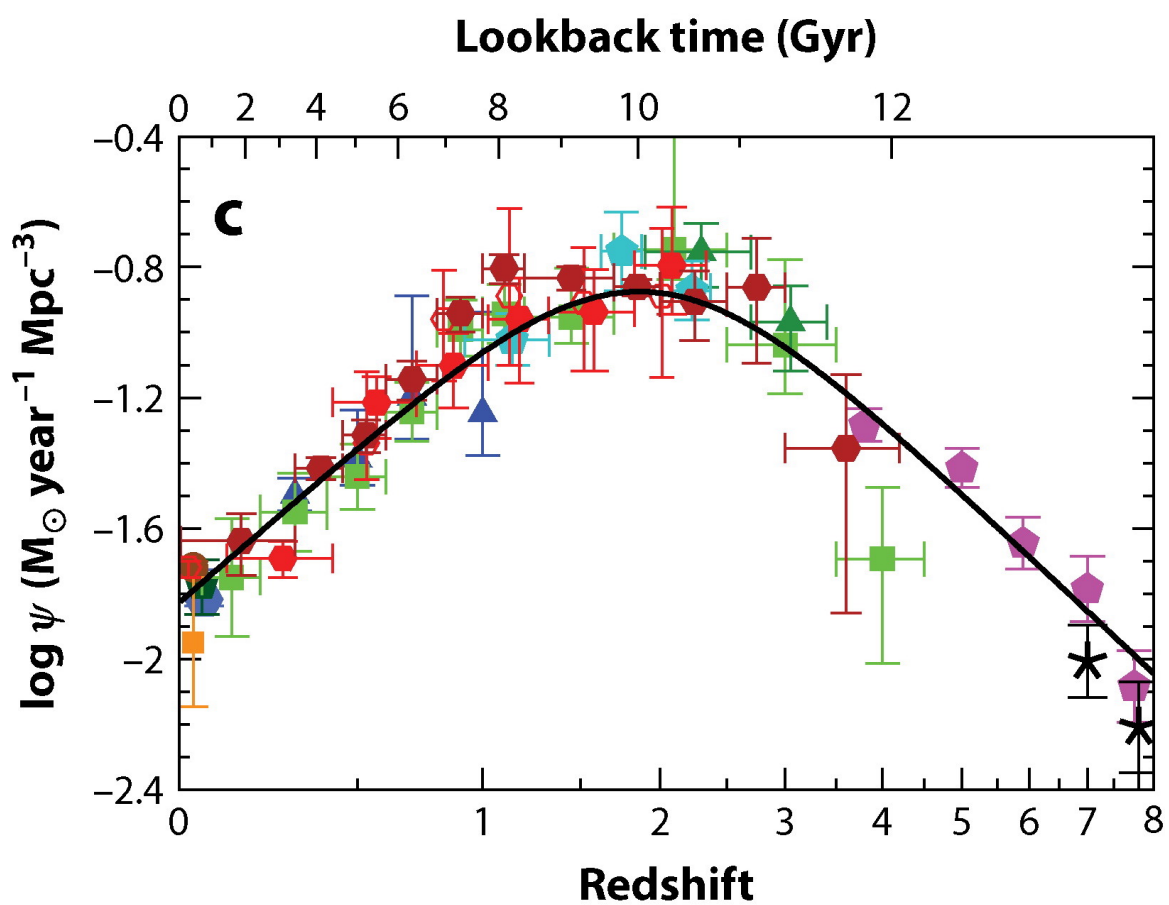 Lookback time (Gyr)
0 2 4 6 8 10 12
−0.4
c
−0.8
−1.2
−1.6
−2
−2.4
log ψ (M☉ year⁻¹ Mpc⁻³)
0 1 2 3 4 5 6 7 8
Redshift